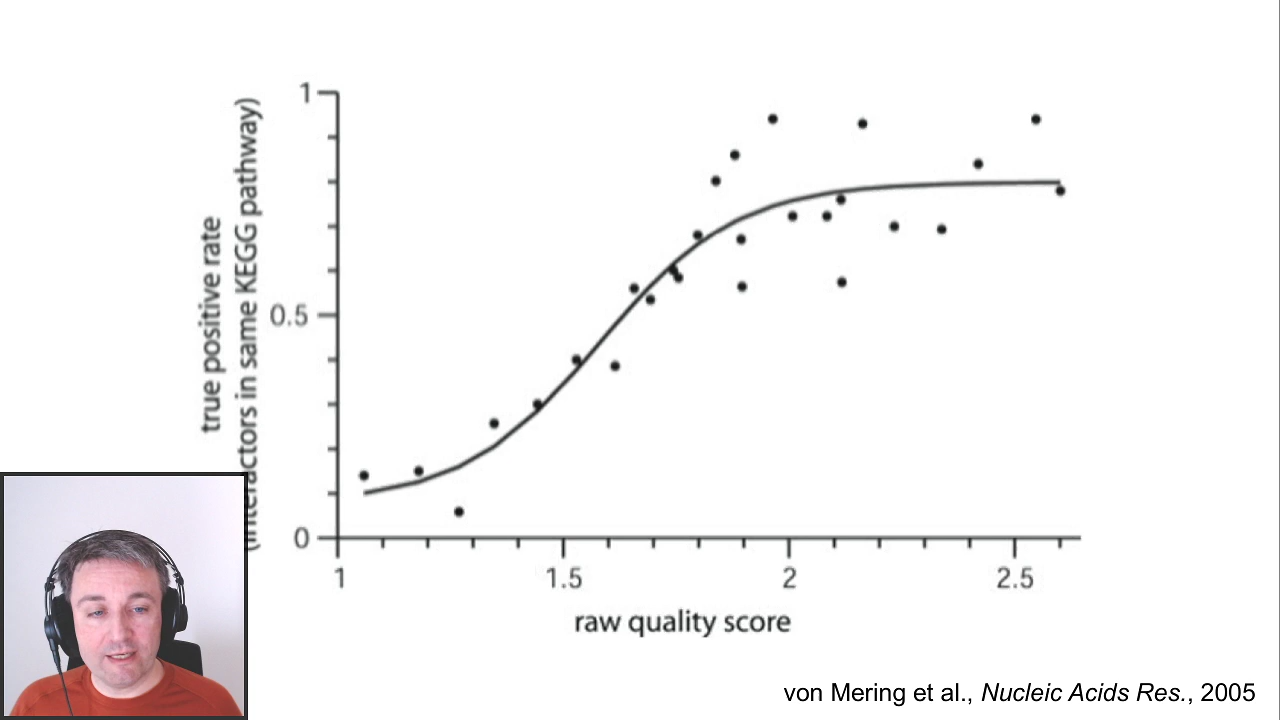 true positive rate
(interactors in same KEGG pathway)
1
0.5
0
1
1.5
2
2.5
raw quality score
von Mering et al., Nucleic Acids Res., 2005